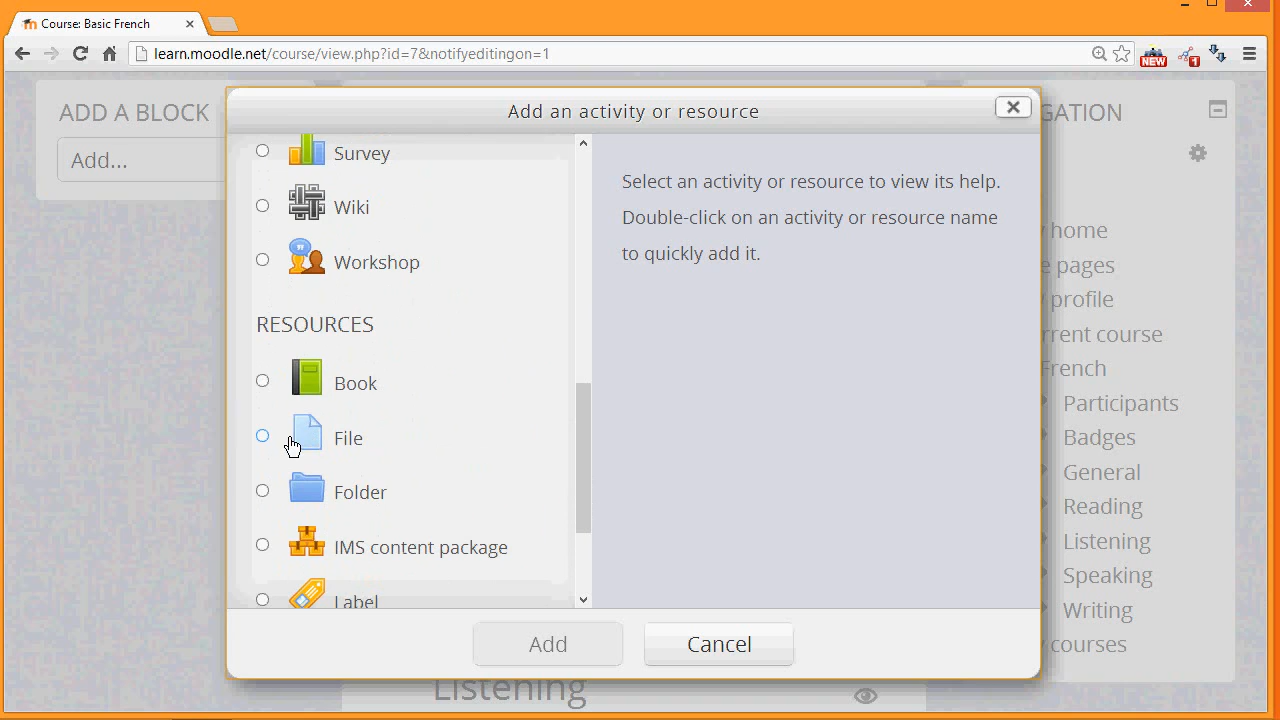 Course: Basic French
learn.moodle.net/course/view.php?id=7&notifyeditingon=1
NEW
1
ADD A BLOCK
Add...
Add an activity or resource
Survey
Wiki
Workshop
RESOURCES
Book
File
Folder
IMS content package
Label
Select an activity or resource to view its help.
Double-click on an activity or resource name
to quickly add it.
Add
Cancel
GATION
home
pages
profile
rrent course
French
Participants
Badges
General
Reading
Listening
Speaking
Writing
courses
Listening